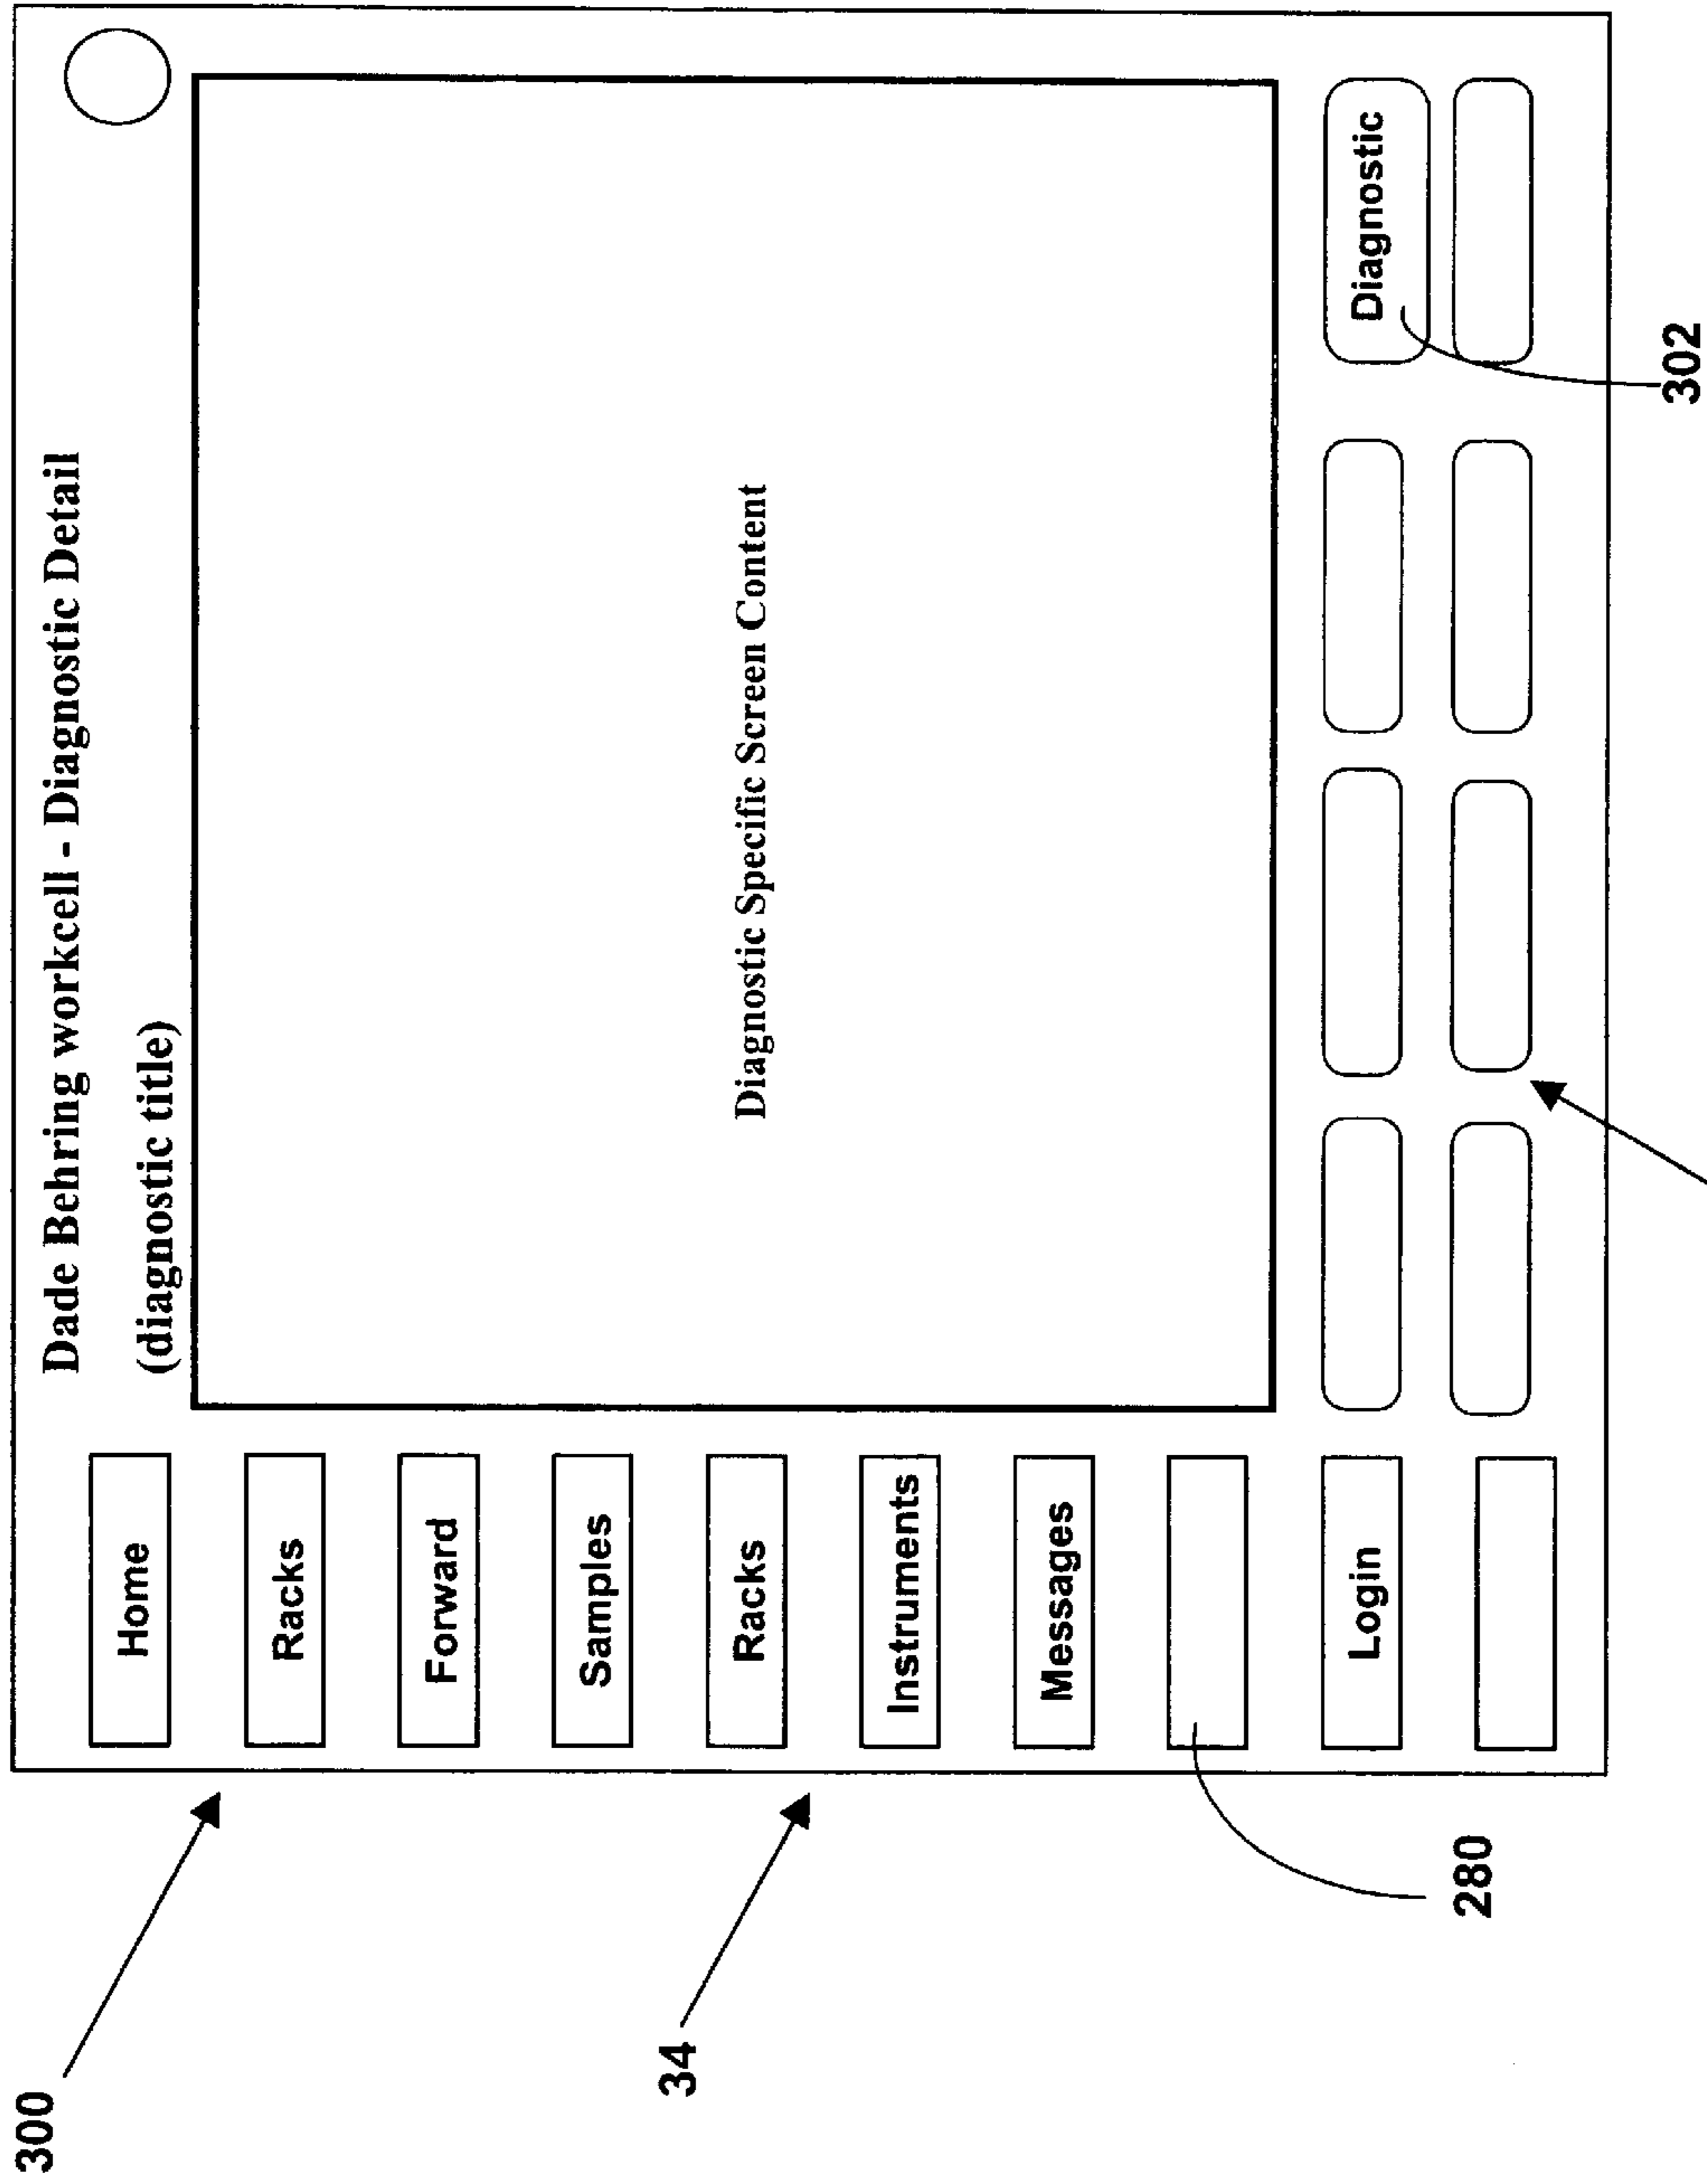 Dade Behring workcell - Diagnostic Detail
(diagnostic title)
300
Home
Racks
Forward
Samples
Racks
34
Instruments
Messages
280
Login
Diagnostic Specific Screen Content
Diagnostic
302